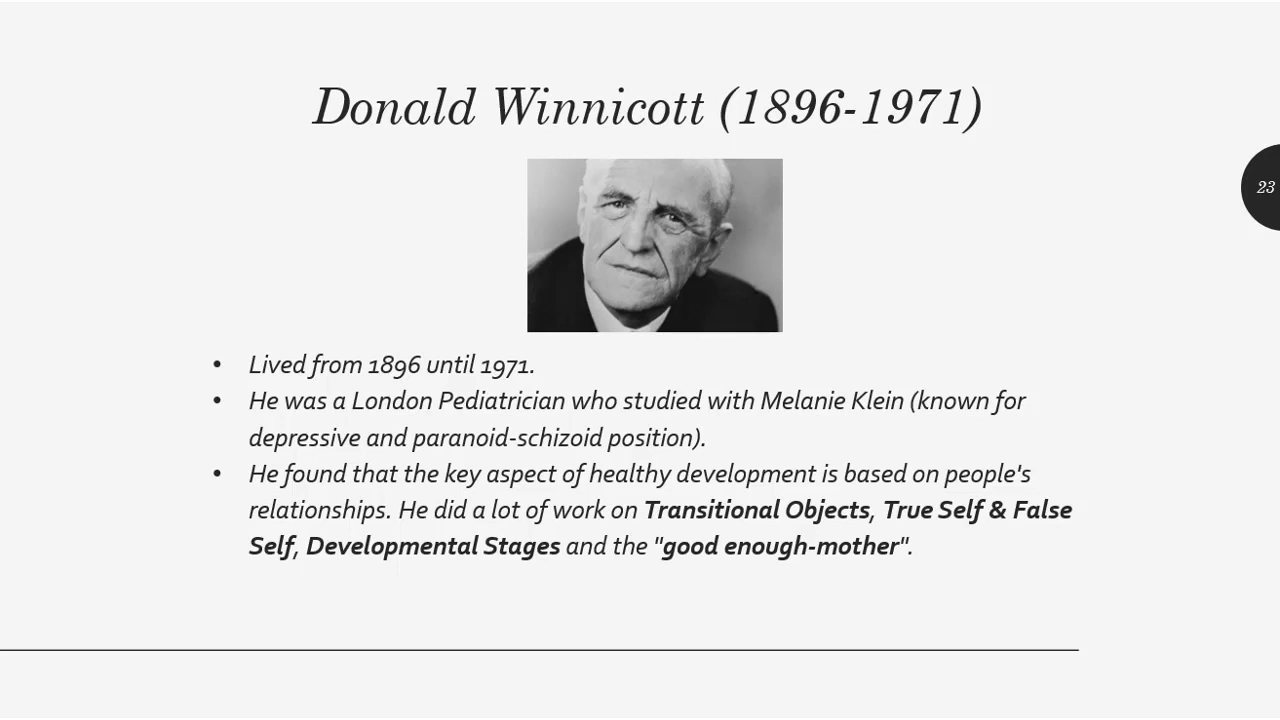 Donald Winnicott (1896-1971)
23
• Lived from 1896 until 1971.
• He was a London Pediatrician who studied with Melanie Klein (known for
depressive and paranoid-schizoid position).
• He found that the key aspect of healthy development is based on people's
relationships. He did a lot of work on Transitional Objects, True Self & False
Self, Developmental Stages and the "good enough-mother".